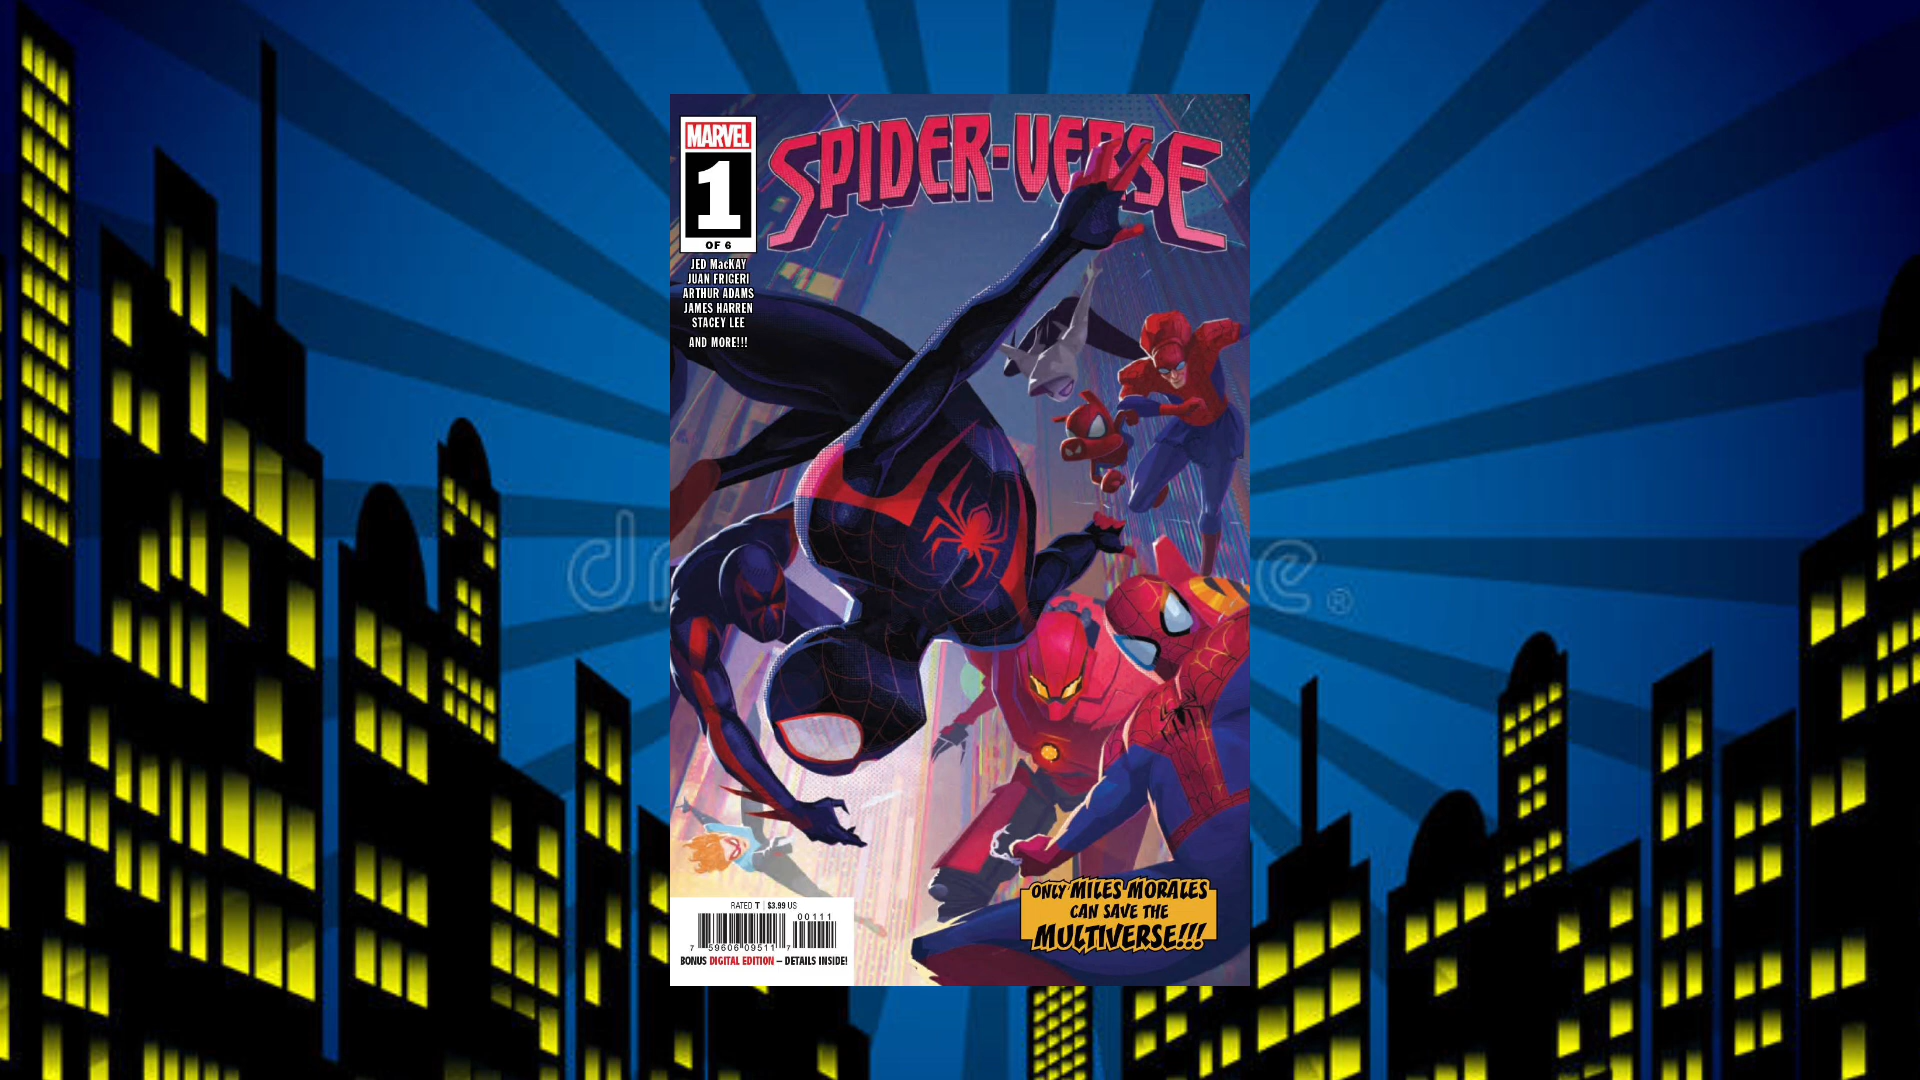 MARVEL
1
OF 6
SPIDER-VERSE
JED MacKAY
JUAN FRIGERI
ARTHUR ADAMS
JAMES HARREN
STACEY LEE
AND MORE!!!
ONLY MILES MORALES
CAN SAVE THE
MULTIVERSE!!!
RATED T | $3.99 US
00111
7 59606 09511 7
BONUS DIGITAL EDITION – DETAILS INSIDE!